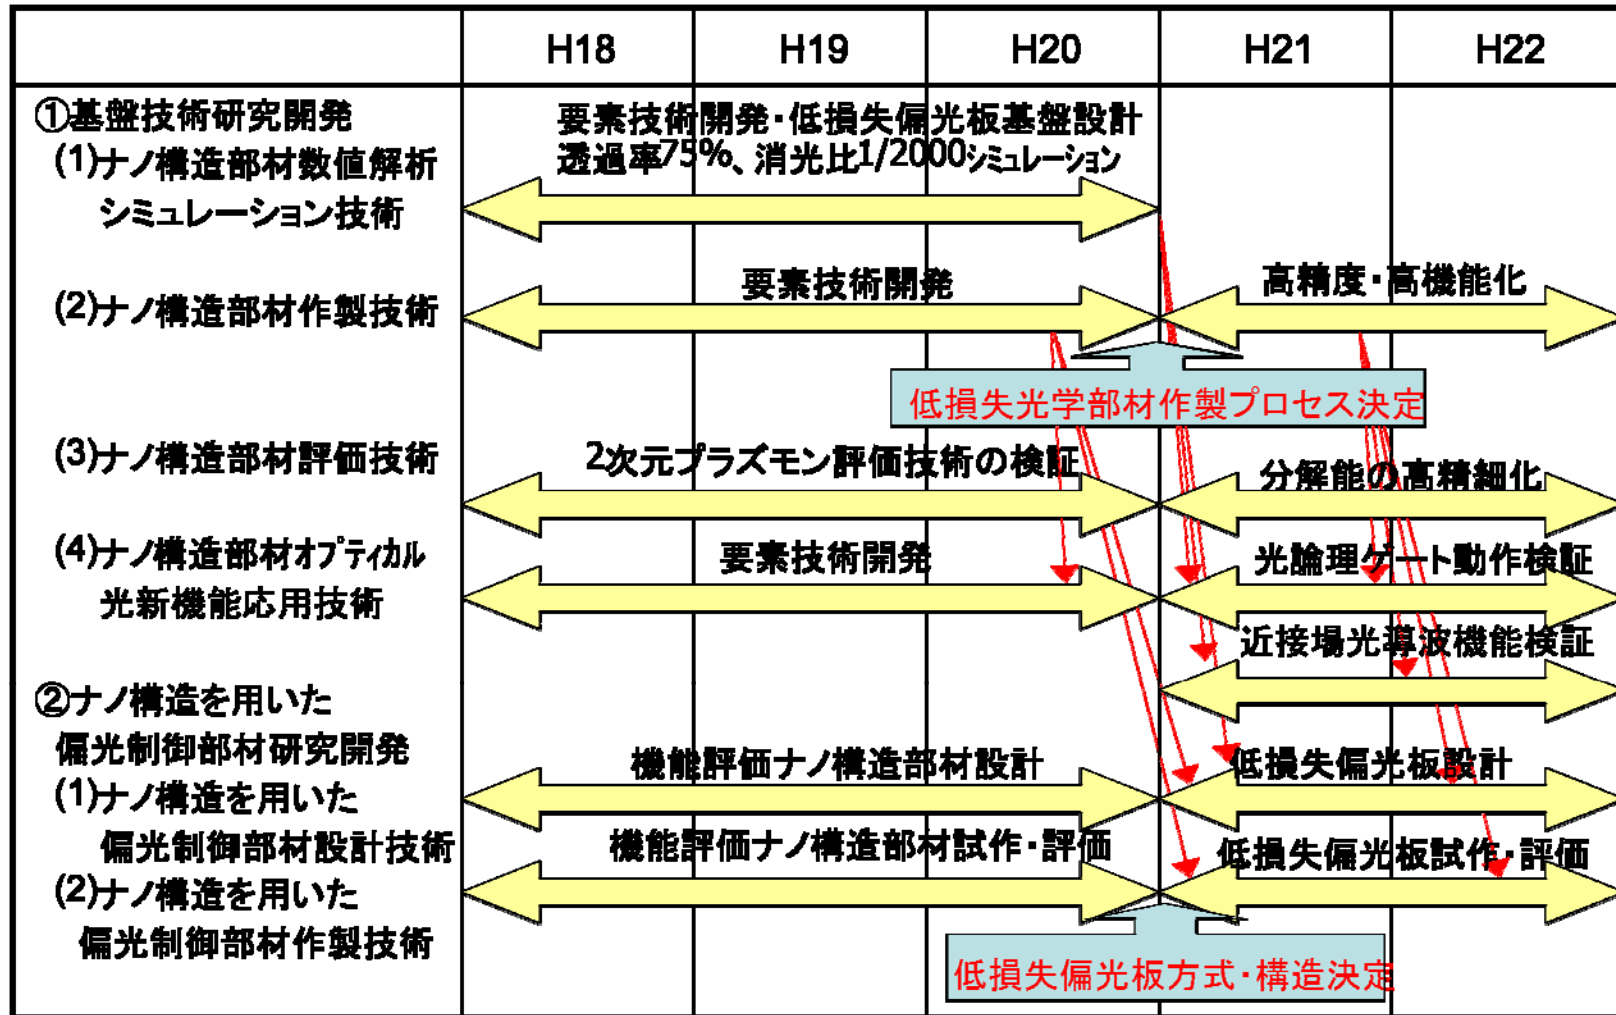 H18 H19 H20 H21 H22
①基盤技術研究開発
(1)ナノ構造部材数値解析
シミュレーション技術
要素技術開発・低損失偏光板基盤設計
透過率75%、消光比1/2000シミュレーション
(2)ナノ構造部材作製技術
要素技術開発
高精度・高機能化
低損失光学部材作製プロセス決定
(3)ナノ構造部材評価技術
2次元プラズモン評価技術の検証
分解能の高精細化
(4)ナノ構造部材オプティカル
光新機能応用技術
要素技術開発
光論理ゲート動作検証
近接場光導波機能検証
②ナノ構造を用いた
偏光制御部材研究開発
(1)ナノ構造を用いた
偏光制御部材設計技術
機能評価ナノ構造部材設計
低損失偏光板設計
(2)ナノ構造を用いた
偏光制御部材作製技術
機能評価ナノ構造部材試作・評価
低損失偏光板試作・評価
低損失偏光板方式・構造決定